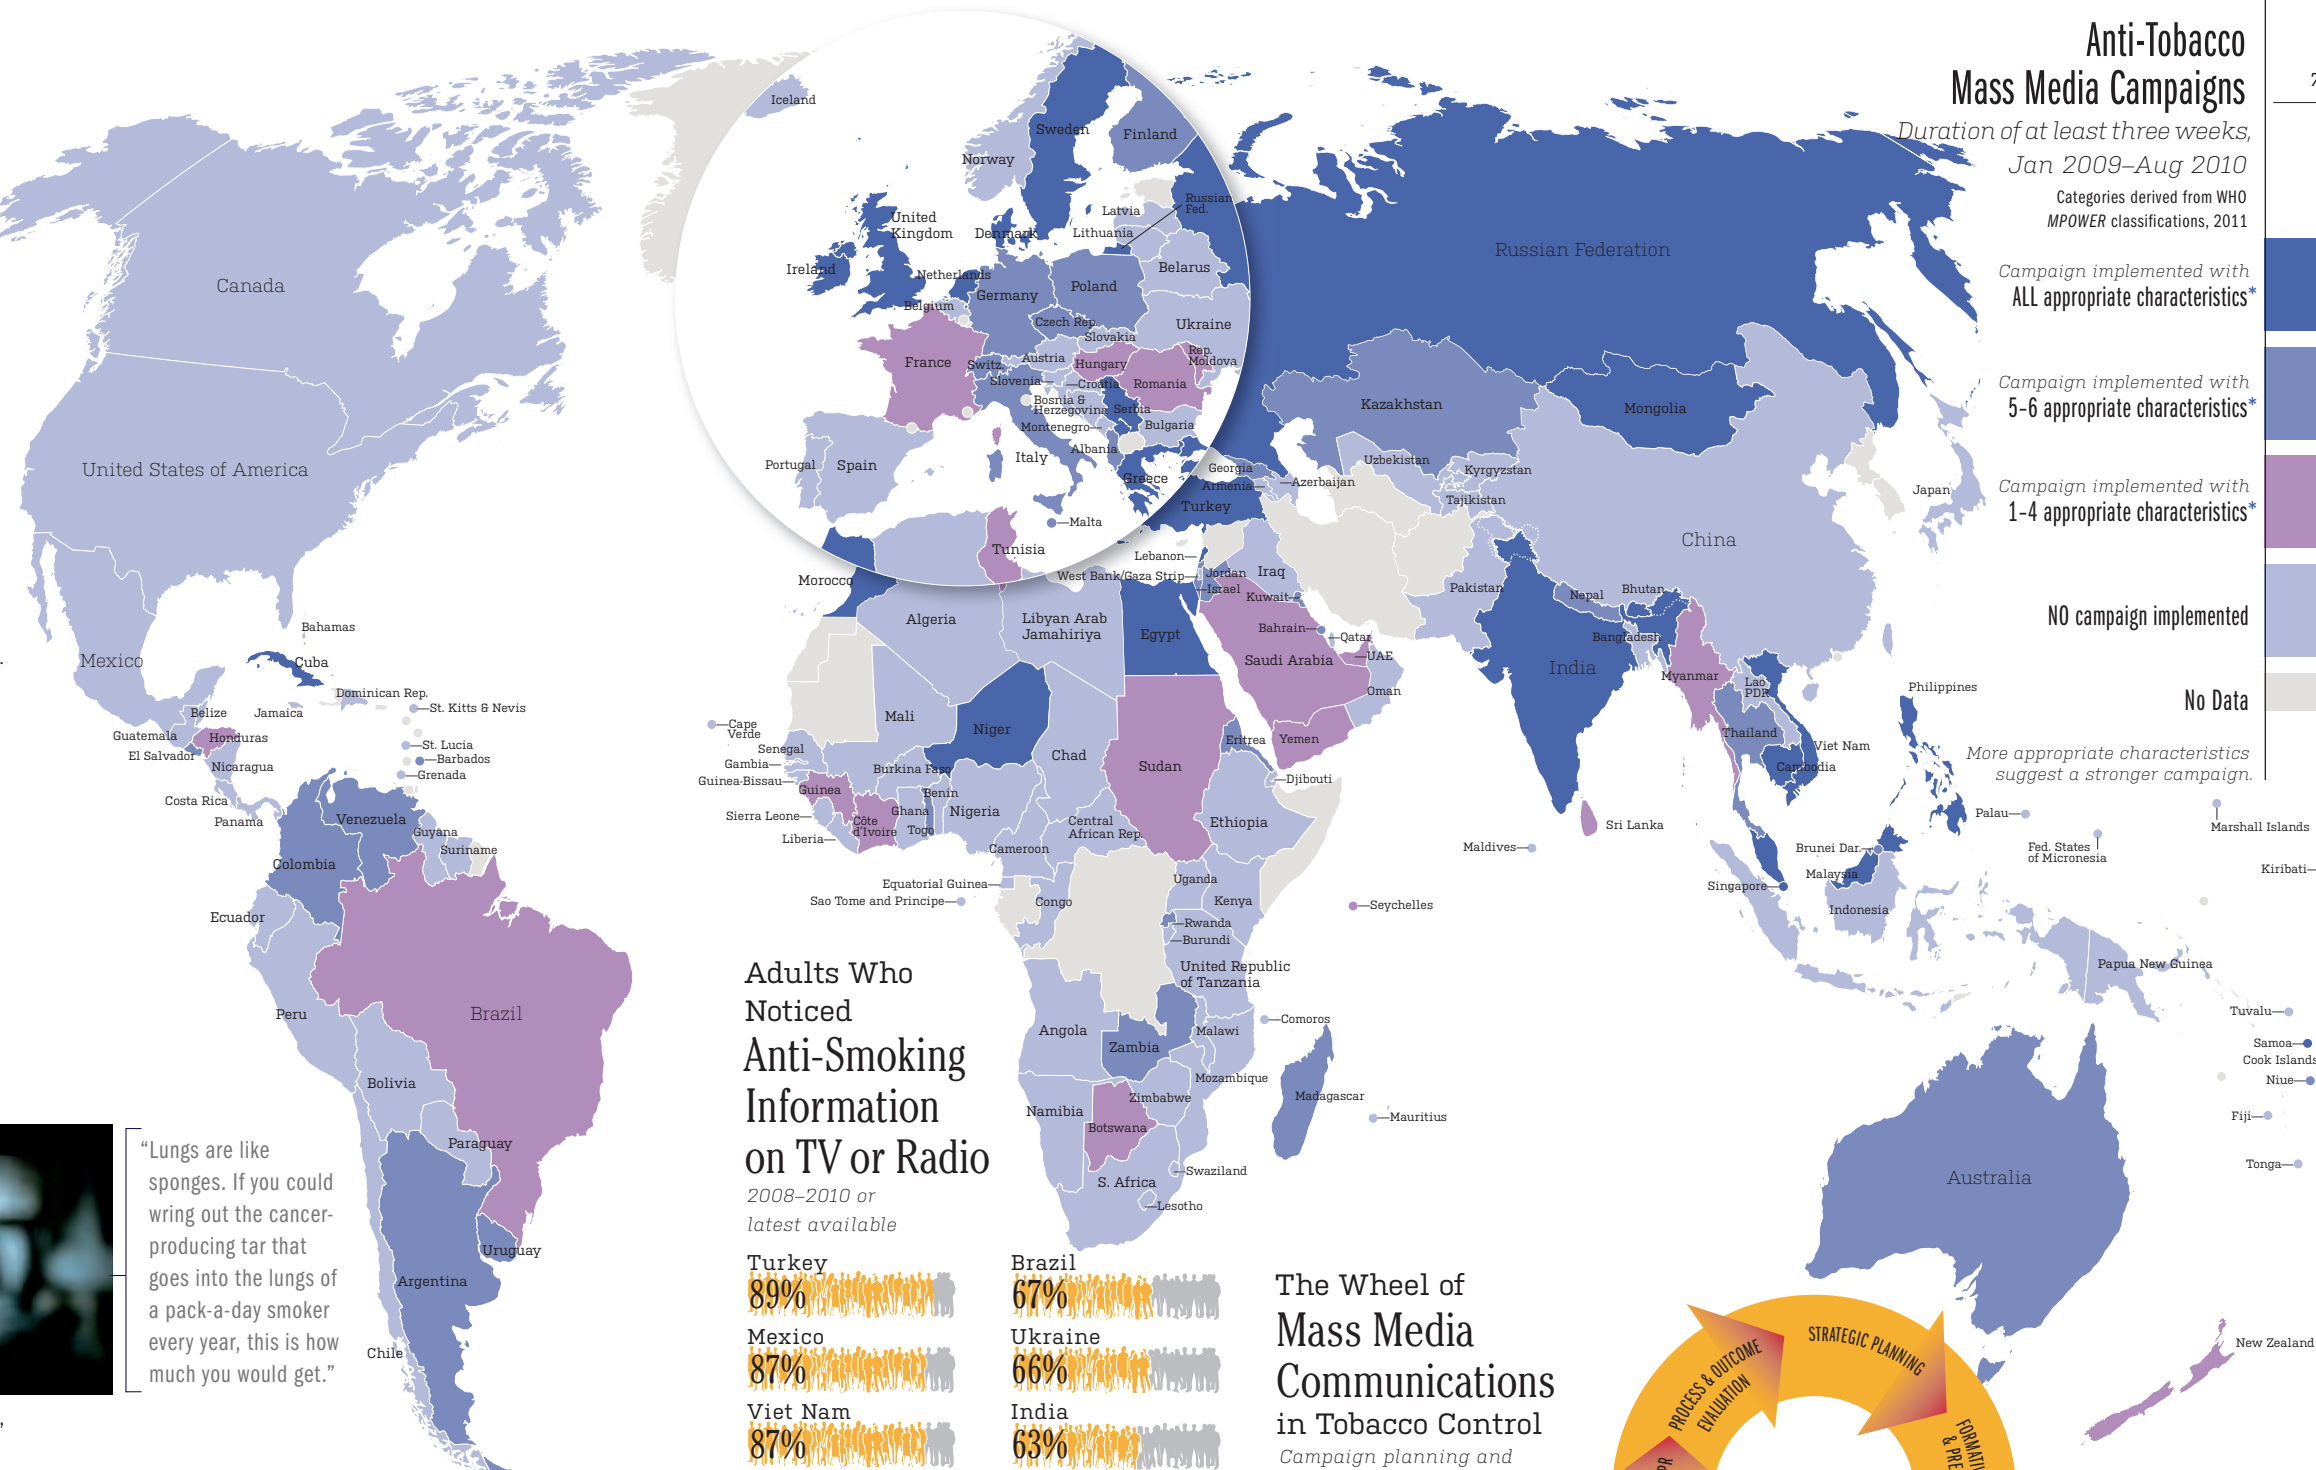 Anti-Tobacco
Mass Media Campaigns
Duration of at least three weeks,
Jan 2009–Aug 2010
Categories derived from WHO
MPOWER classifications, 2011
Campaign implemented with
ALL appropriate characteristics*
Campaign implemented with
5–6 appropriate characteristics*
Campaign implemented with
1–4 appropriate characteristics*
NO campaign implemented
No Data
More appropriate characteristics
suggest a stronger campaign.
Iceland
Sweden
Finland
Norway
Russian
Fed.
Latvia
Lithuania
United
Kingdom
Denmark
Ireland
Netherlands
Belarus
Germany
Poland
Belgium
Czech Rep.
Ukraine
Slovakia
France
Switz.
Austria
Hungary
Rep.
Moldova
Slovenia
Croatia
Romania
Bosnia &
Herzegovina
Serbia
Montenegro
Bulgaria
Albania
Italy
Portugal
Spain
Greece
Malta
Tunisia
Canada
United States of America
Mexico
Bahamas
Cuba
Dominican Rep.
St. Kitts & Nevis
Belize
Jamaica
Guatemala
Honduras
El Salvador
Nicaragua
St. Lucia
Barbados
Grenada
Costa Rica
Panama
Venezuela
Guyana
Suriname
Colombia
Ecuador
Peru
Brazil
Bolivia
Paraguay
Uruguay
Argentina
Chile
Russian Federation
Kazakhstan
Mongolia
Uzbekistan
Kyrgyzstan
Tajikistan
Georgia
Armenia
Azerbaijan
Turkey
Japan
China
Lebanon
West Bank/Gaza Strip
Jordan
Israel
Iraq
Kuwait
Bahrain
Qatar
UAE
Saudi Arabia
Oman
Yemen
Pakistan
Nepal
Bhutan
Bangladesh
India
Myanmar
Lao
PDR
Thailand
Viet Nam
Cambodia
Philippines
Sri Lanka
Maldives
Brunei Dar.
Malaysia
Singapore
Indonesia
Palau
Fed. States
of Micronesia
Marshall Islands
Kiribati
Papua New Guinea
Tuvalu
Samoa
Cook Islands
Niue
Fiji
Tonga
Australia
New Zealand
Morocco
Algeria
Libyan Arab
Jamahiriya
Egypt
Cape
Verde
Senegal
Gambia
Guinea-Bissau
Guinea
Sierra Leone
Liberia
Mali
Burkina Faso
Côte
d'Ivoire
Ghana
Togo
Benin
Niger
Nigeria
Chad
Sudan
Eritrea
Djibouti
Ethiopia
Central
African Rep.
Cameroon
Equatorial Guinea
Sao Tome and Principe
Congo
Uganda
Kenya
Rwanda
Burundi
United Republic
of Tanzania
Seychelles
Angola
Zambia
Malawi
Comoros
Mozambique
Zimbabwe
Namibia
Botswana
Madagascar
Mauritius
Swaziland
S. Africa
Lesotho
“Lungs are like
sponges. If you could
wring out the cancer-
producing tar that
goes into the lungs of
a pack-a-day smoker
every year, this is how
much you would get.”
Adults Who
Noticed
Anti-Smoking
Information
on TV or Radio
2008–2010 or
latest available
Turkey
89%
Mexico
87%
Viet Nam
87%
Brazil
67%
Ukraine
66%
India
63%
The Wheel of
Mass Media
Communications
in Tobacco Control
Campaign planning and
PROCESS & OUTCOME
EVALUATION
STRATEGIC PLANNING